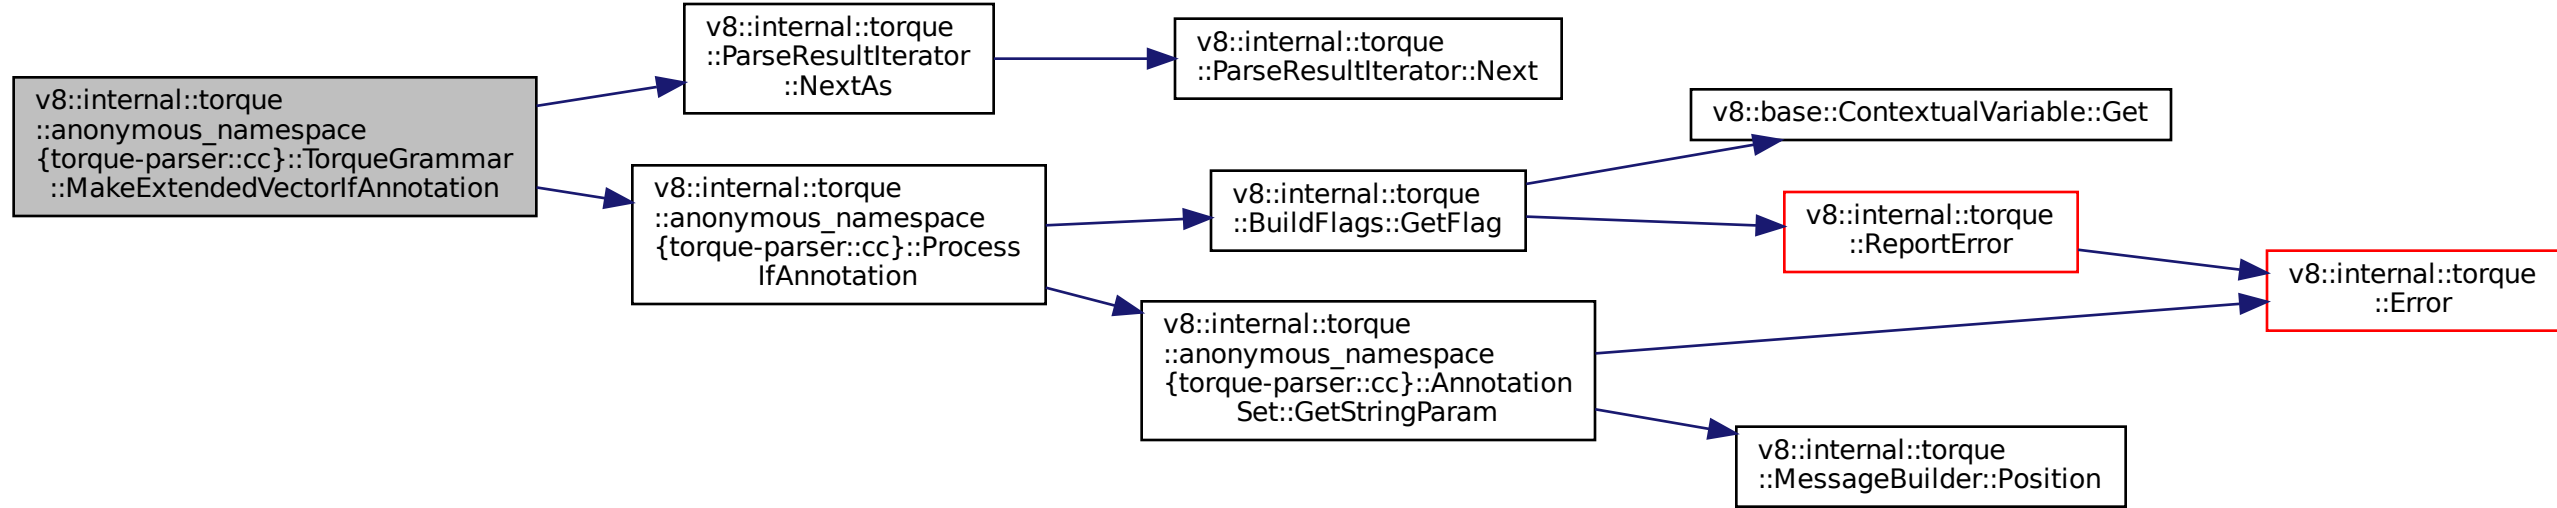 v8::internal::torque
::anonymous_namespace
{torque-parser::cc}::TorqueGrammar
::MakeExtendedVectorIfAnnotation
v8::internal::torque
::ParseResultIterator
::NextAs
v8::internal::torque
::ParseResultIterator::Next
v8::internal::torque
::anonymous_namespace
{torque-parser::cc}::Process
IfAnnotation
v8::internal::torque
::BuildFlags::GetFlag
v8::base::ContextualVariable::Get
v8::internal::torque
::ReportError
v8::internal::torque
::Error
v8::internal::torque
::anonymous_namespace
{torque-parser::cc}::Annotation
Set::GetStringParam
v8::internal::torque
::MessageBuilder::Position